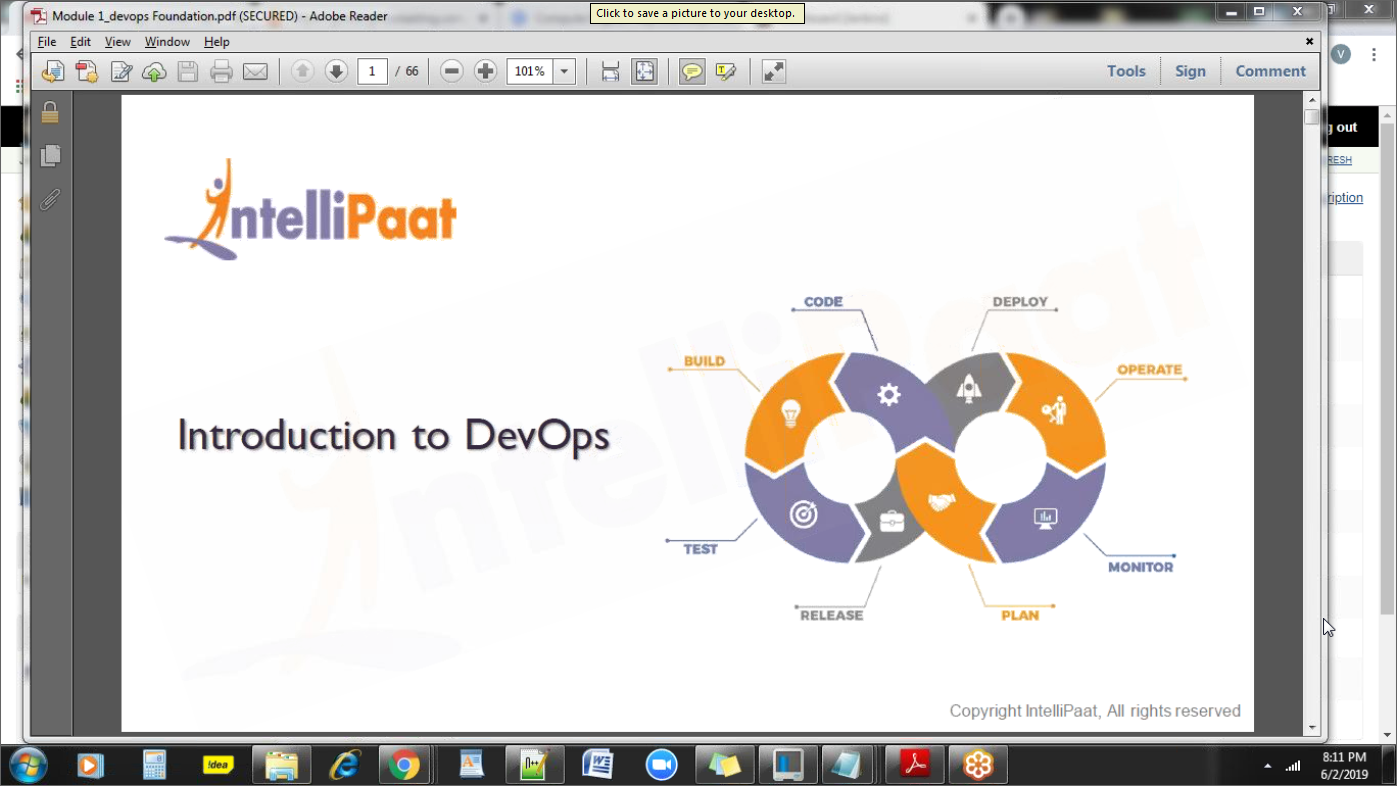 Module 1_devops Foundation.pdf (SECURED) - Adobe Reader
Click to save a picture to your desktop.
File Edit View Window Help
1 / 66 101% Tools Sign Comment
V
g out
RESH
ription
IntelliPaat
CODE DEPLOY
BUILD OPERATE
Introduction to DevOps
TEST MONITOR
RELEASE PLAN
Copyright IntelliPaat, All rights reserved
!dea
8:11 PM
6/2/2019